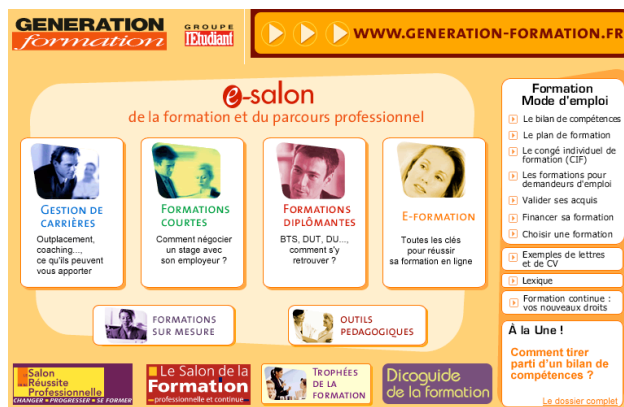 GENERATION
formation
GROUPE
l'Etudiant
WWW.GENERATION-FORMATION.FR
e-salon
de la formation et du parcours professionnel
GESTION DE
CARRIÈRES
Outplacement,
coaching...,
ce qu'ils peuvent
vous apporter
FORMATIONS
COURTES
Comment négocier
un stage avec
son employeur ?
FORMATIONS
DIPLÔMANTES
BTS, DUT, DU...,
comment s'y
retrouver ?
E-FORMATION
Toutes les clés
pour réussir
sa formation en ligne
FORMATIONS
SUR MESURE
OUTILS
PEDAGOGIQUES
Formation
Mode d'emploi
Le bilan de compétences
Le plan de formation
Le congé individuel de
formation (CIF)
Les formations pour
demandeurs d'emploi
Valider ses acquis
Financer sa formation
Choisir une formation
Exemples de lettres
et de CV
Lexique
Formation continue :
vos nouveaux droits
À la Une !
Comment tirer
parti d'un bilan de
compétences ?
Le dossier complet
Salon
Réussite
Professionnelle
CHANGER • PROGRESSER • SE FORMER
Le Salon de la
Formation
professionnelle et continue
TROPHÉES
DE LA
FORMATION
Dicoguide
de la formation